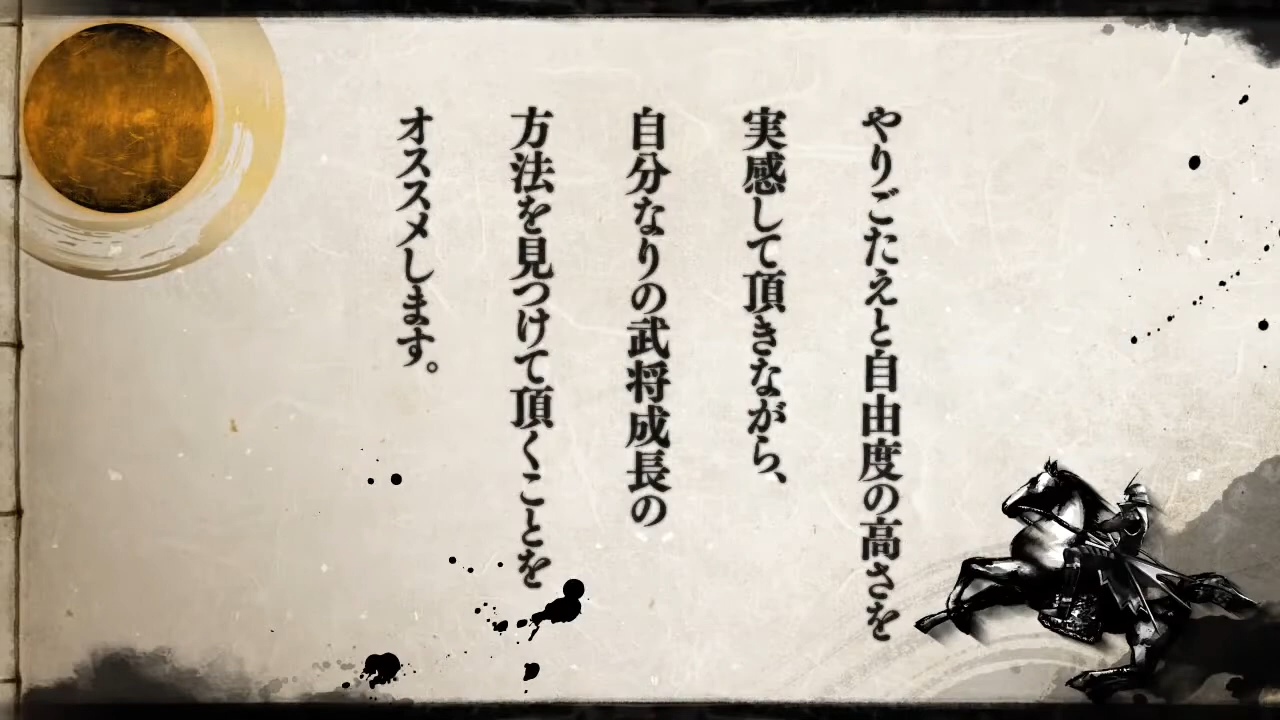 やりごたえと自由度の高さを
実感して頂きながら、
自分なりの武将成長の
方法を見つけて頂くことを
オススメします。